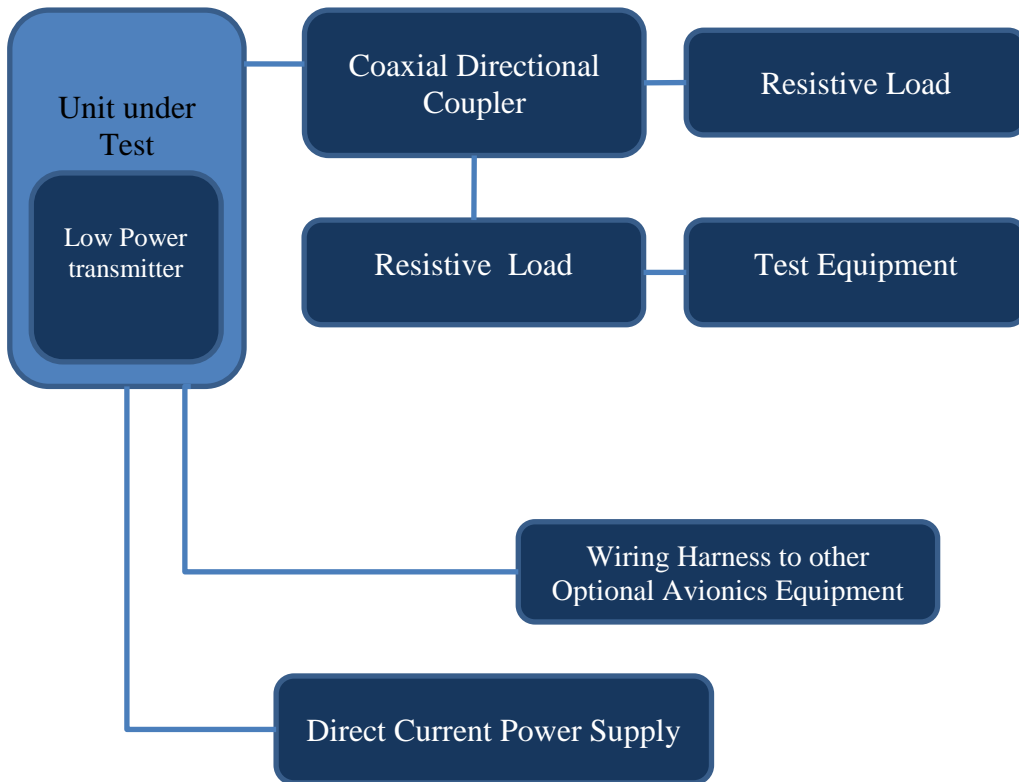 Unit under
Test
Low Power
transmitter
Coaxial Directional
Coupler
Resistive Load
Resistive Load
Test Equipment
Wiring Harness to other
Optional Avionics Equipment
Direct Current Power Supply